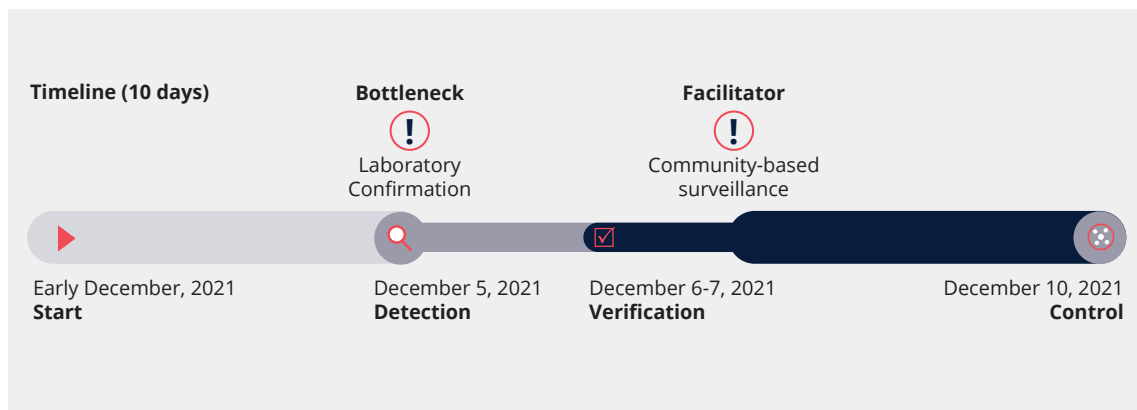 Timeline (10 days)
Bottleneck
!
Laboratory
Confirmation
Facilitator
!
Community-based
surveillance
Early December, 2021
Start
December 5, 2021
Detection
December 6-7, 2021
Verification
December 10, 2021
Control